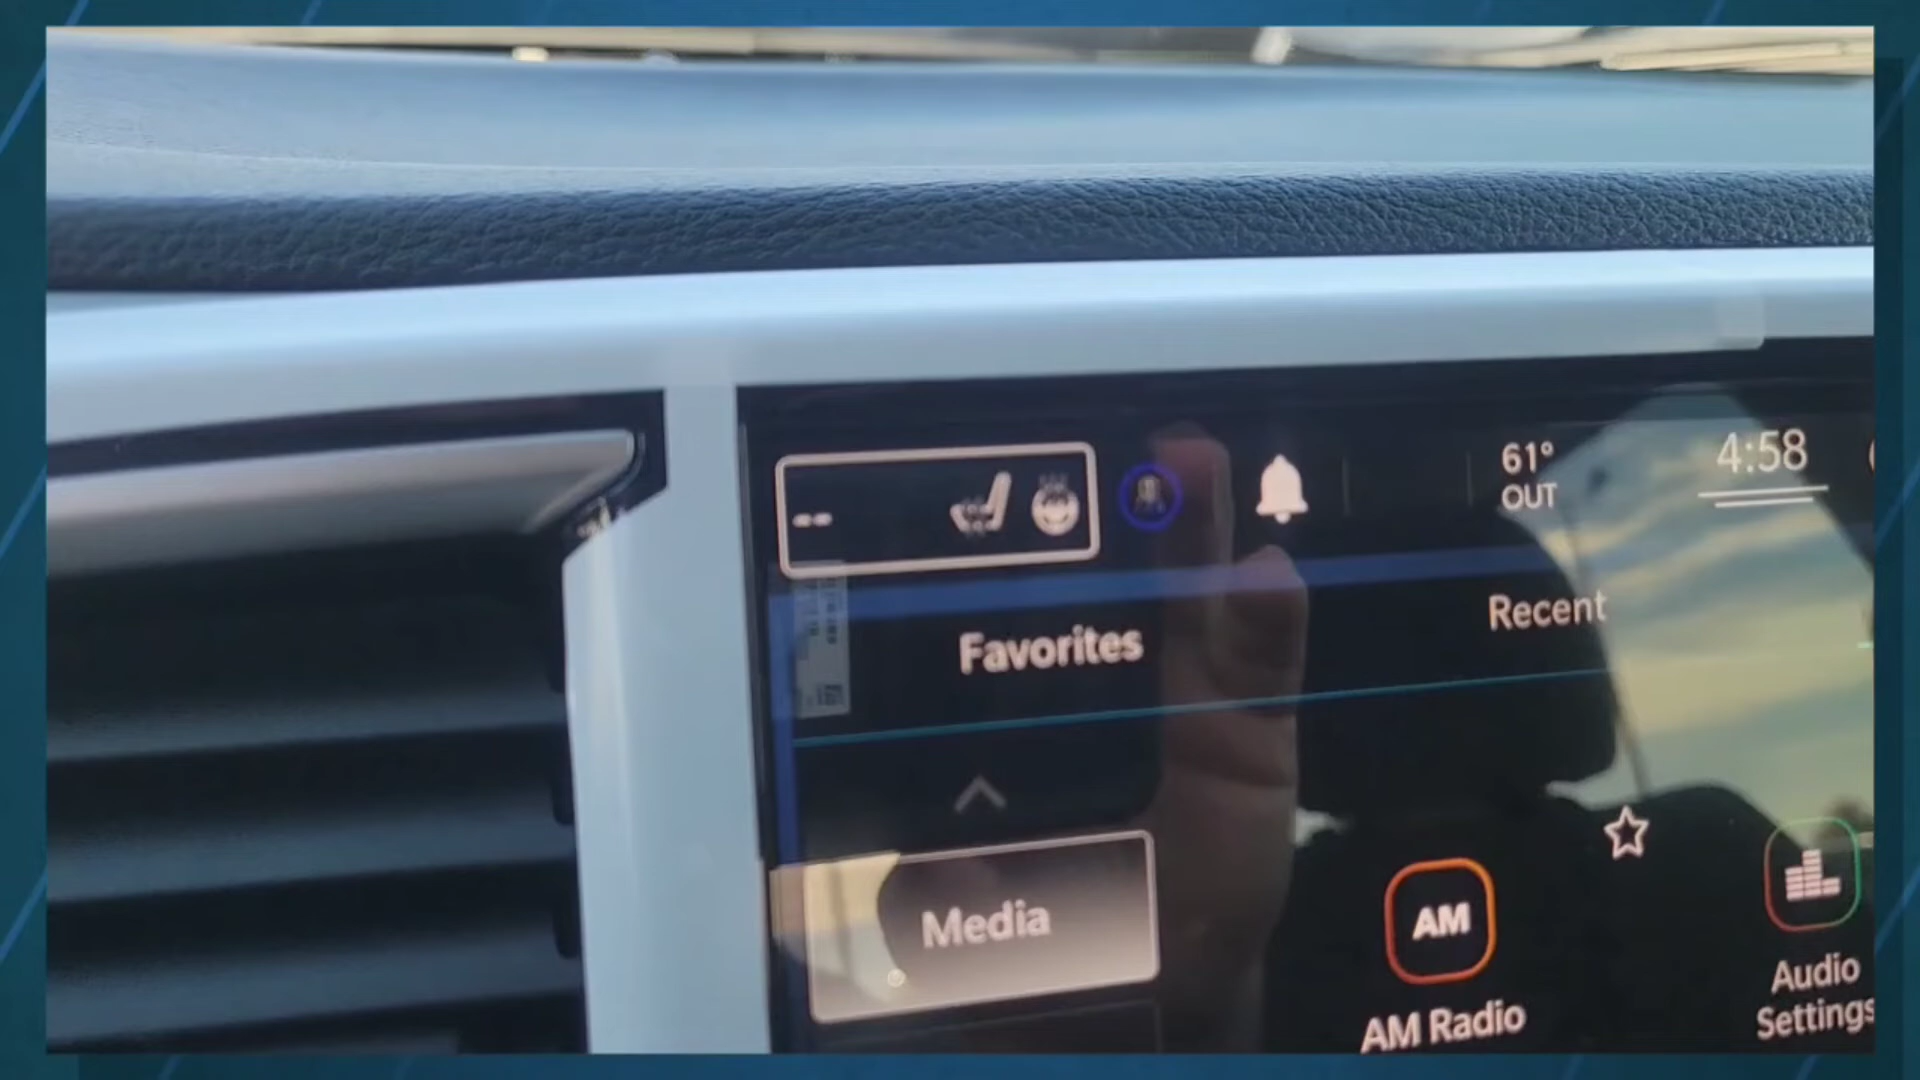 --
61°
OUT
4:58
Favorites
Recent
Media
AM
AM Radio
Audio
Settings